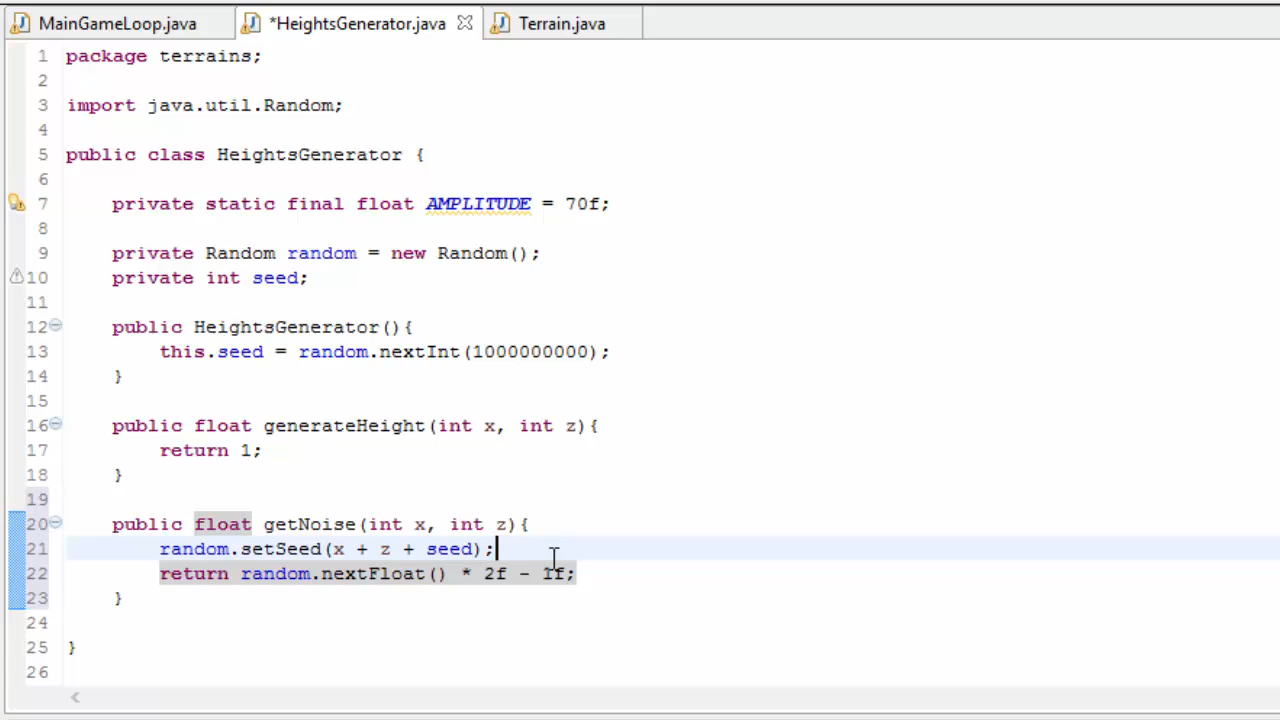 MainGameLoop.java *HeightsGenerator.java Terrain.java
1 package terrains;
2
3 import java.util.Random;
4
5 public class HeightsGenerator {
6
7 private static final float AMPLITUDE = 70f;
8
9 private Random random = new Random();
10 private int seed;
11
12 public HeightsGenerator(){
13 this.seed = random.nextInt(1000000000);
14 }
15
16 public float generateHeight(int x, int z){
17 return 1;
18 }
19
20 public float getNoise(int x, int z){
21 random.setSeed(x + z + seed);
22 return random.nextFloat() * 2f - 1f;
23 }
24
25 }
26